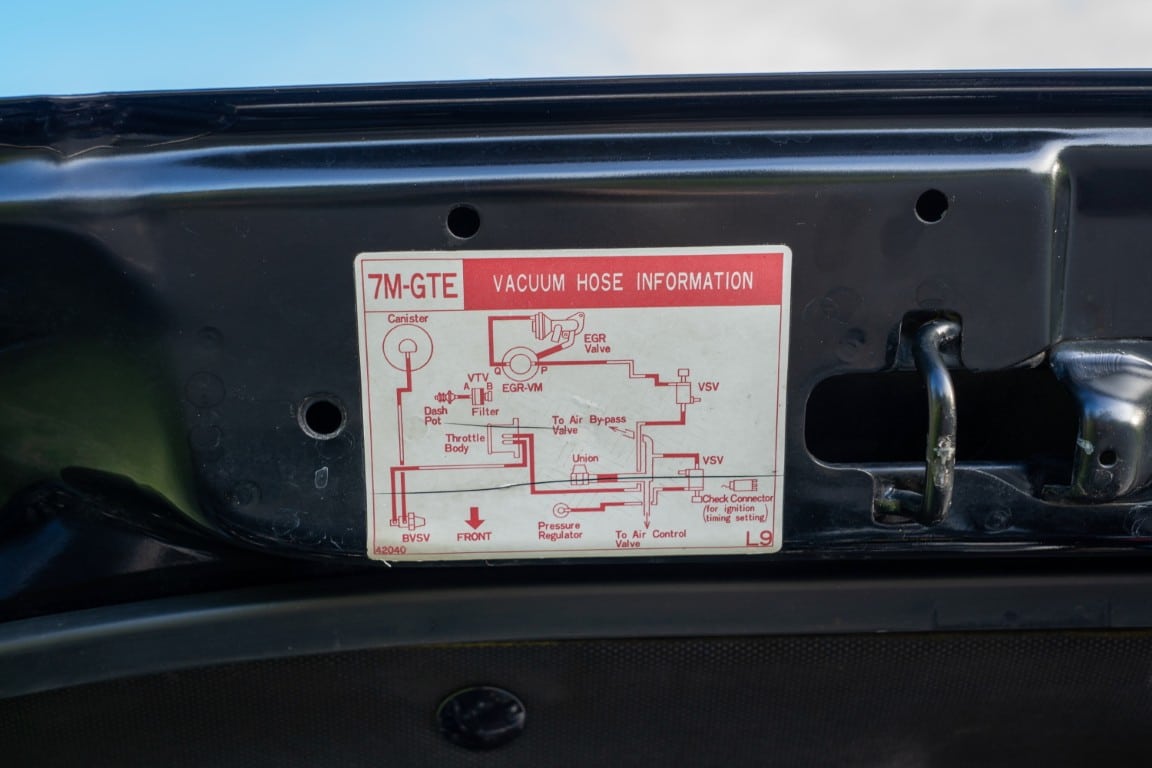 7M-GTE
VACUUM HOSE INFORMATION
Canister
EGR
Valve
Q
P
EGR-VM
VTV
A
B
VSV
Dash
Pot
Filter
To Air By-pass
Valve
Throttle
Body
Union
VSV
Check Connector
(for ignition
timing setting)
BVSV
FRONT
Pressure
Regulator
To Air Control
Valve
42040
L9